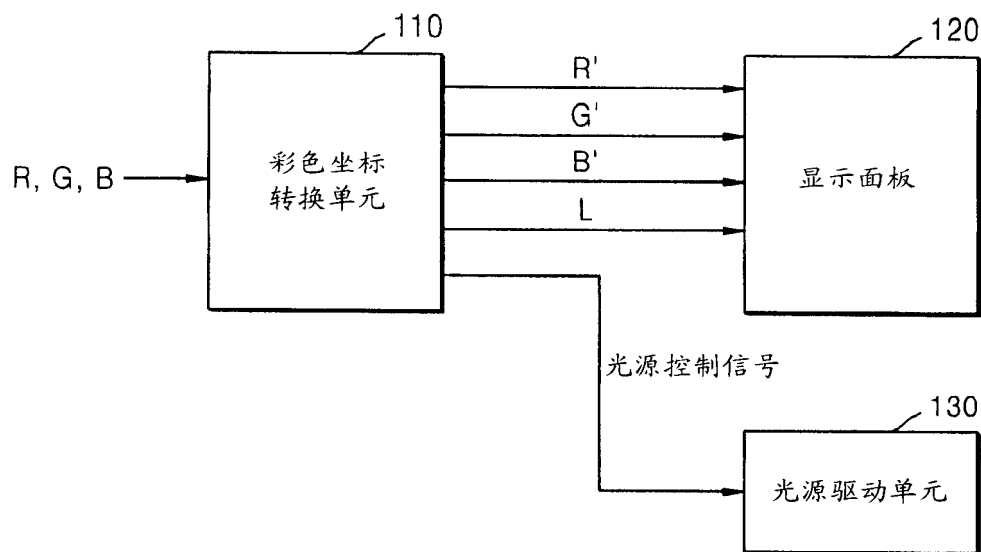 110
120
R'
G'
B'
L
R, G, B
彩色坐标
转换单元
显示面板
光源控制信号
130
光源驱动单元